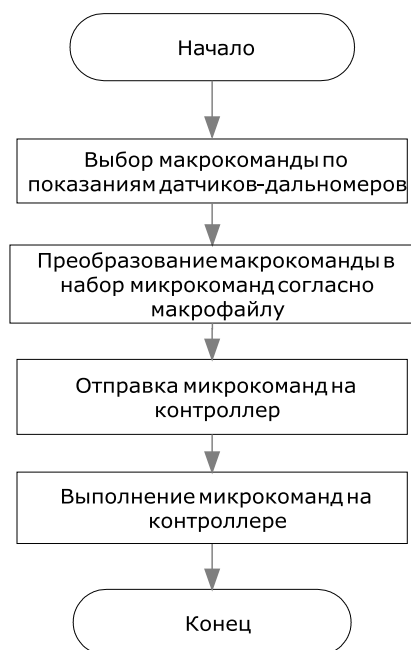 Начало
Выбор макрокоманды по
показаниям датчиков-дальномеров
Преобразование макрокоманды в
набор микрокоманд согласно
макрофайлу
Отправка микрокоманд на
контроллер
Выполнение микрокоманд на
контроллере
Конец